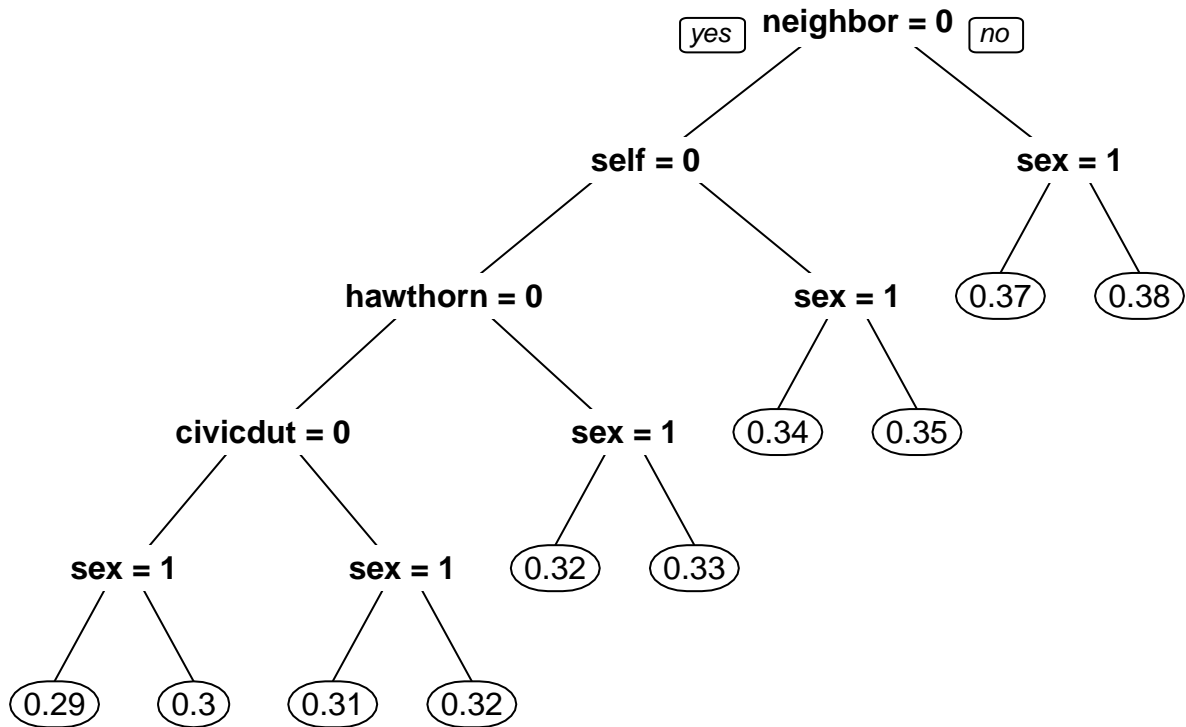 yes neighbor = 0 no
self = 0 sex = 1
hawthorn = 0 sex = 1 0.37 0.38
civicdut = 0 sex = 1 0.34 0.35
sex = 1 sex = 1 0.32 0.33
0.29 0.3 0.31 0.32